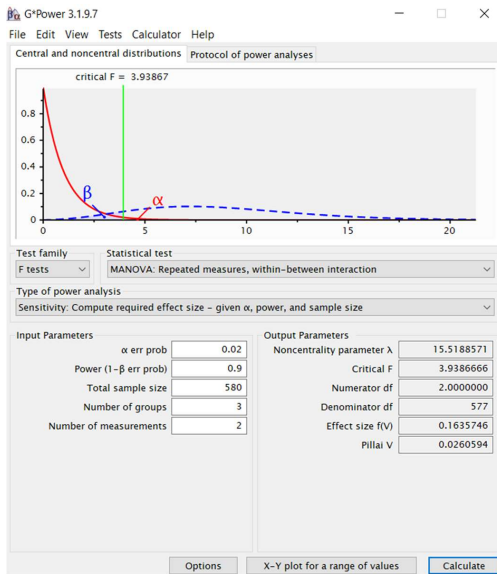 βα G*Power 3.1.9.7
File Edit View Tests Calculator Help
Central and noncentral distributions Protocol of power analyses
critical F = 3.93867
0.8
0.6
0.4
β
α
0.2
0
0 5 10 15 20
Test family Statistical test
F tests MANOVA: Repeated measures, within-between interaction
Type of power analysis
Sensitivity: Compute required effect size - given α, power, and sample size
Input Parameters Output Parameters
α err prob 0.02 Noncentrality parameter λ 15.5188571
Power (1-β err prob) 0.9 Critical F 3.9386666
Total sample size 580 Numerator df 2.0000000
Number of groups 3 Denominator df 577
Number of measurements 2 Effect size f(V) 0.1635746
Pillai V 0.0260594
Options X-Y plot for a range of values Calculate